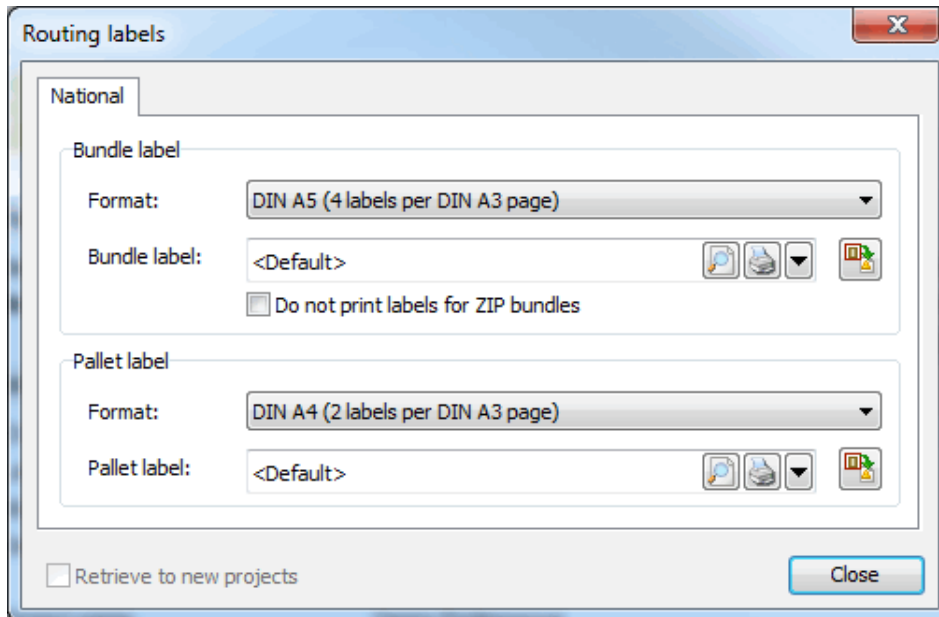 Routing labels
National
Bundle label
Format: DIN A5 (4 labels per DIN A3 page)
Bundle label: <Default>
Do not print labels for ZIP bundles
Pallet label
Format: DIN A4 (2 labels per DIN A3 page)
Pallet label: <Default>
Retrieve to new projects
Close